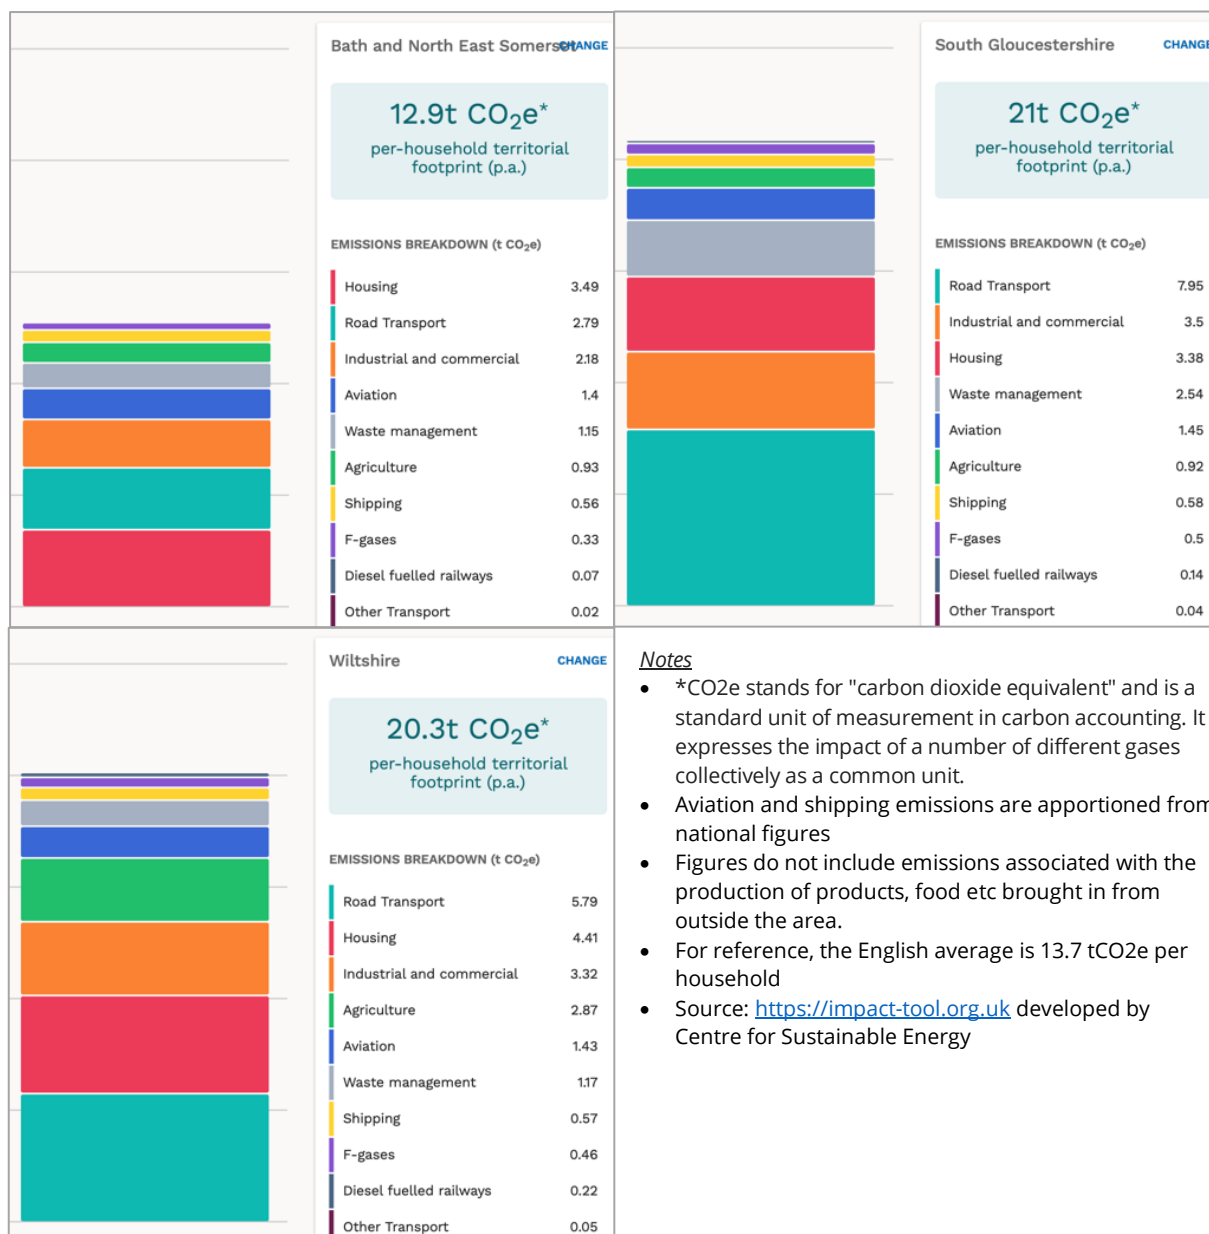 Bath and North East Somerset CHANGE
12.9t CO₂e*
per-household territorial
footprint (p.a.)
EMISSIONS BREAKDOWN (t CO₂e)
Housing 3.49
Road Transport 2.79
Industrial and commercial 2.18
Aviation 1.4
Waste management 1.15
Agriculture 0.93
Shipping 0.56
F-gases 0.33
Diesel fuelled railways 0.07
Other Transport 0.02
South Gloucestershire CHANGE
21t CO₂e*
per-household territorial
footprint (p.a.)
EMISSIONS BREAKDOWN (t CO₂e)
Road Transport 7.95
Industrial and commercial 3.5
Housing 3.38
Waste management 2.54
Aviation 1.45
Agriculture 0.92
Shipping 0.58
F-gases 0.5
Diesel fuelled railways 0.14
Other Transport 0.04
Wiltshire CHANGE
20.3t CO₂e*
per-household territorial
footprint (p.a.)
EMISSIONS BREAKDOWN (t CO₂e)
Road Transport 5.79
Housing 4.41
Industrial and commercial 3.32
Agriculture 2.87
Aviation 1.43
Waste management 1.17
Shipping 0.57
F-gases 0.46
Diesel fuelled railways 0.22
Other Transport 0.05
Notes
• *CO2e stands for "carbon dioxide equivalent" and is a
standard unit of measurement in carbon accounting. It
expresses the impact of a number of different gases
collectively as a common unit.
• Aviation and shipping emissions are apportioned from
national figures
• Figures do not include emissions associated with the
production of products, food etc brought in from
outside the area.
• For reference, the English average is 13.7 tCO2e per
household
• Source: https://impact-tool.org.uk developed by
Centre for Sustainable Energy